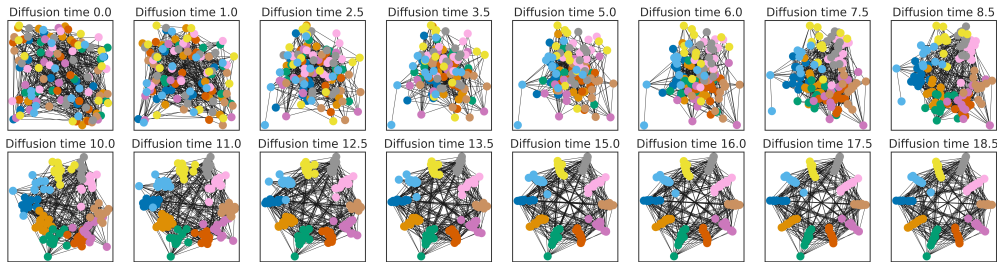 Diffusion time 0.0
Diffusion time 1.0
Diffusion time 2.5
Diffusion time 3.5
Diffusion time 5.0
Diffusion time 6.0
Diffusion time 7.5
Diffusion time 8.5
Diffusion time 10.0
Diffusion time 11.0
Diffusion time 12.5
Diffusion time 13.5
Diffusion time 15.0
Diffusion time 16.0
Diffusion time 17.5
Diffusion time 18.5